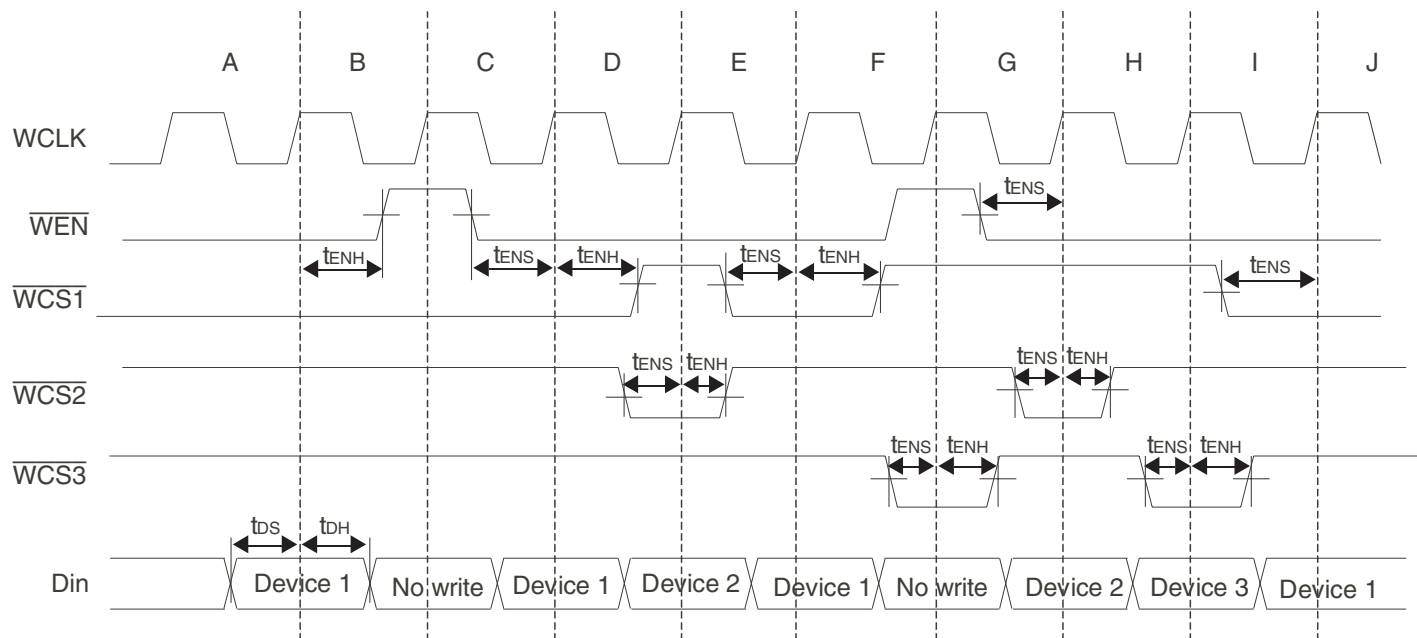 A B C D E F G H I J
WCLK
WEN
tENS
tENH tENS tENH tENS tENH tENS
WCS1
tENS tENH tENS tENH
WCS2
tENS tENH tENS tENH
WCS3
tDS tDH
Din Device 1 No write Device 1 Device 2 Device 1 No write Device 2 Device 3 Device 1